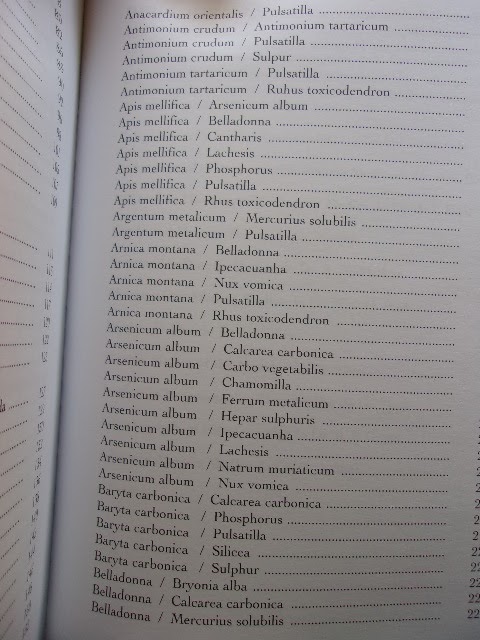 Anacardium orientalis / Pulsatilla
Antimonium crudum / Antimonium tartaricum
Antimonium crudum / Pulsatilla
Antimonium crudum / Sulpur
Antimonium tartaricum / Pulsatilla
Antimonium tartaricum / Ruhus toxicodendron
Apis mellifica / Arsenicum album
Apis mellifica / Belladonna
Apis mellifica / Cantharis
Apis mellifica / Lachesis
Apis mellifica / Phosphorus
Apis mellifica / Pulsatilla
Apis mellifica / Rhus toxicodendron
Argentum metalicum / Mercurius solubilis
Argentum metalicum / Pulsatilla
Arnica montana / Belladonna
Arnica montana / Ipecacuanha
Arnica montana / Nux vomica
Arnica montana / Pulsatilla
Arnica montana / Rhus toxicodendron
Arsenicum album / Belladonna
Arsenicum album / Calcarea carbonica
Arsenicum album / Carbo vegetabilis
Arsenicum album / Chamomilla
Arsenicum album / Ferrum metalicum
Arsenicum album / Hepar sulphuris
Arsenicum album / Ipecacuanha
Arsenicum album / Lachesis
Arsenicum album / Natrum muriaticum
Arsenicum album / Nux vomica
Baryta carbonica / Calcarea carbonica
Baryta carbonica / Phosphorus
Baryta carbonica / Pulsatilla
Baryta carbonica / Silicea
Baryta carbonica / Sulphur
Belladonna / Bryonia alba
Belladonna / Calcarea carbonica
Belladonna / Mercurius solubilis